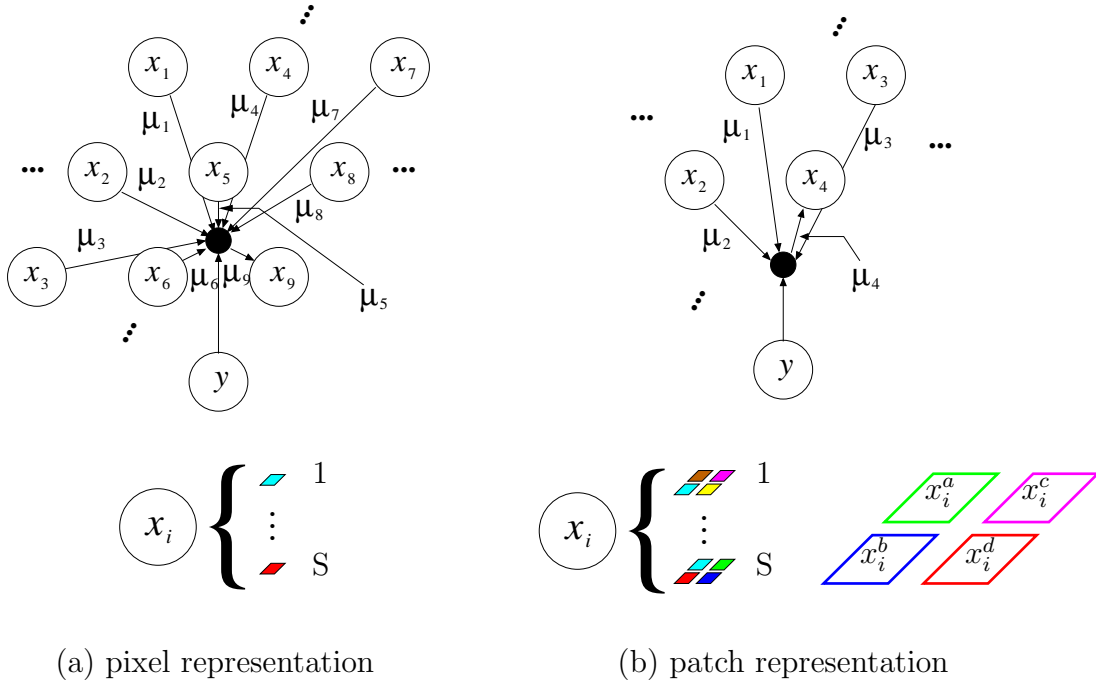 x₁ x₄ x₇
μ₁ μ₄ μ₇
x₂ μ₂ x₅ x₈
μ₈
μ₃
x₃ x₆ μ₆ μ₉ x₉ μ₅
y
x₁ x₃
μ₁ μ₃
x₂ x₄
μ₂
μ₄
y
xᵢ { 1
⋮
S
xᵢ { 1
⋮
S
xᵢᵃ xᵢᶜ
xᵢᵇ xᵢᵈ
(a) pixel representation
(b) patch representation